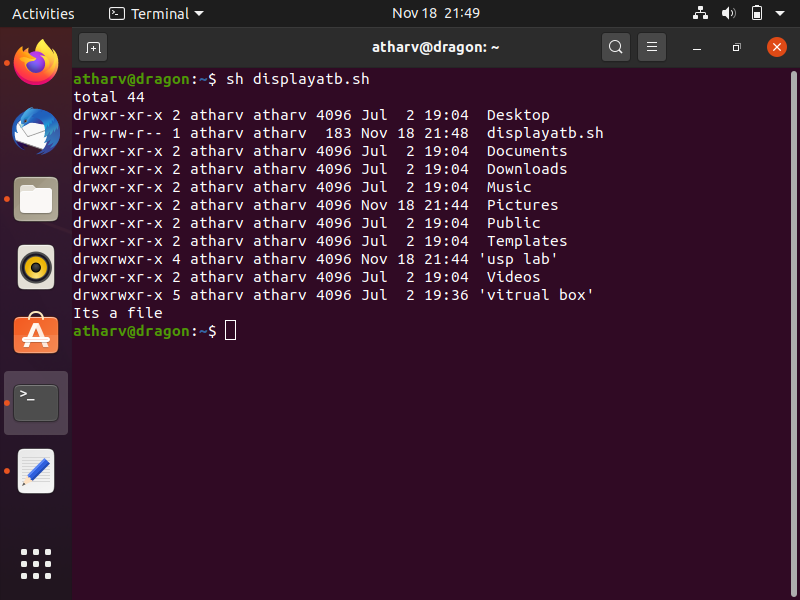 Activities Terminal Nov 18 21:49
atharv@dragon: ~
atharv@dragon:~$ sh displayatb.sh
total 44
drwxr-xr-x 2 atharv atharv 4096 Jul  2 19:04  Desktop
-rw-rw-r-- 1 atharv atharv  183 Nov 18 21:48  displayatb.sh
drwxr-xr-x 2 atharv atharv 4096 Jul  2 19:04  Documents
drwxr-xr-x 2 atharv atharv 4096 Jul  2 19:04  Downloads
drwxr-xr-x 2 atharv atharv 4096 Jul  2 19:04  Music
drwxr-xr-x 2 atharv atharv 4096 Nov 18 21:44  Pictures
drwxr-xr-x 2 atharv atharv 4096 Jul  2 19:04  Public
drwxr-xr-x 2 atharv atharv 4096 Jul  2 19:04  Templates
drwxrwxr-x 4 atharv atharv 4096 Nov 18 21:44 'usp lab'
drwxr-xr-x 2 atharv atharv 4096 Jul  2 19:04  Videos
drwxrwxr-x 5 atharv atharv 4096 Jul  2 19:36 'vitrual box'
Its a file
atharv@dragon:~$